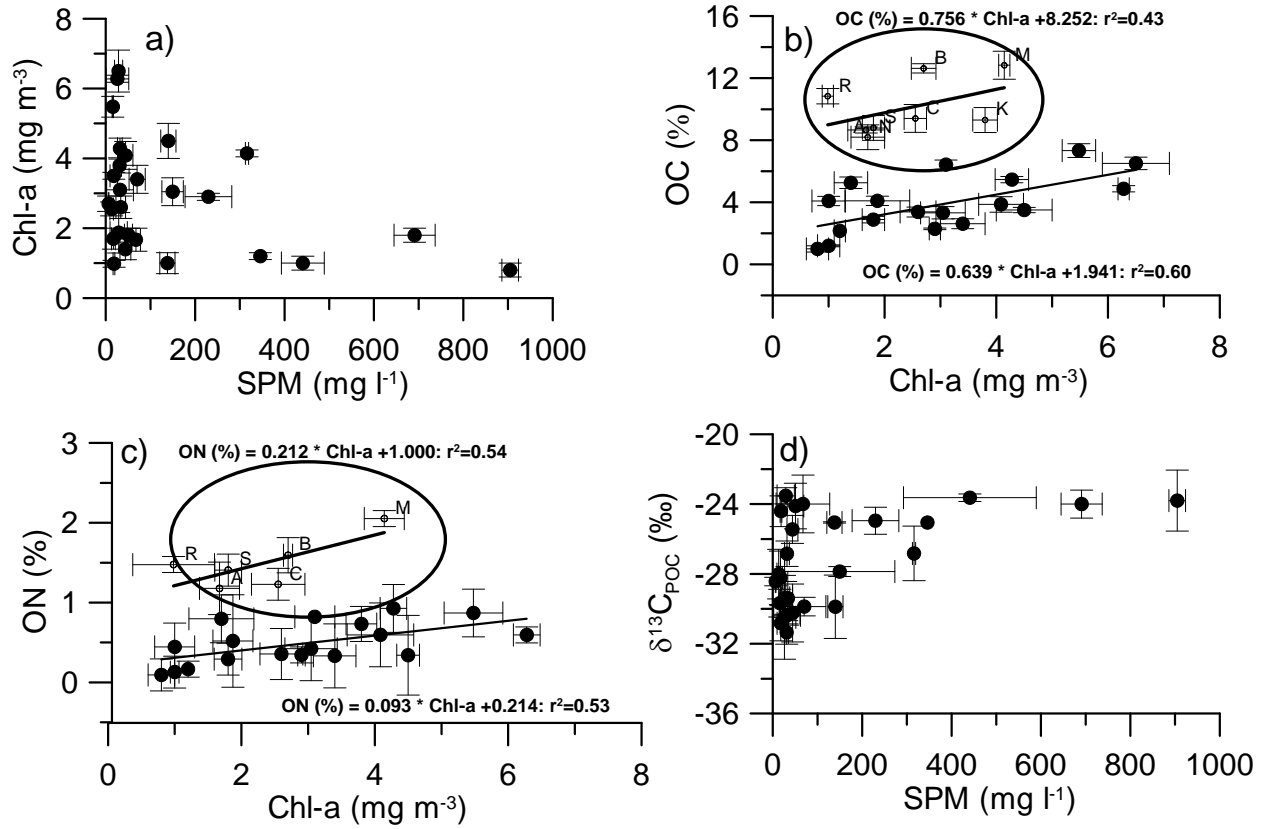 a)
8
6
4
2
0
Chl-a (mg m⁻³)
0 200 400 600 800 1000
SPM (mg l⁻¹)
b)
OC (%) = 0.756 * Chl-a +8.252: r²=0.43
16
12
8
4
0
OC (%)
R
B
M
A
N
S
C
K
OC (%) = 0.639 * Chl-a +1.941: r²=0.60
0 2 4 6 8
Chl-a (mg m⁻³)
c)
ON (%) = 0.212 * Chl-a +1.000: r²=0.54
3
2
1
0
ON (%)
R
S
A
B
C
M
ON (%) = 0.093 * Chl-a +0.214: r²=0.53
0 2 4 6 8
Chl-a (mg m⁻³)
d)
-20
-24
-28
-32
-36
δ¹³C_POC (‰)
0 200 400 600 800 1000
SPM (mg l⁻¹)